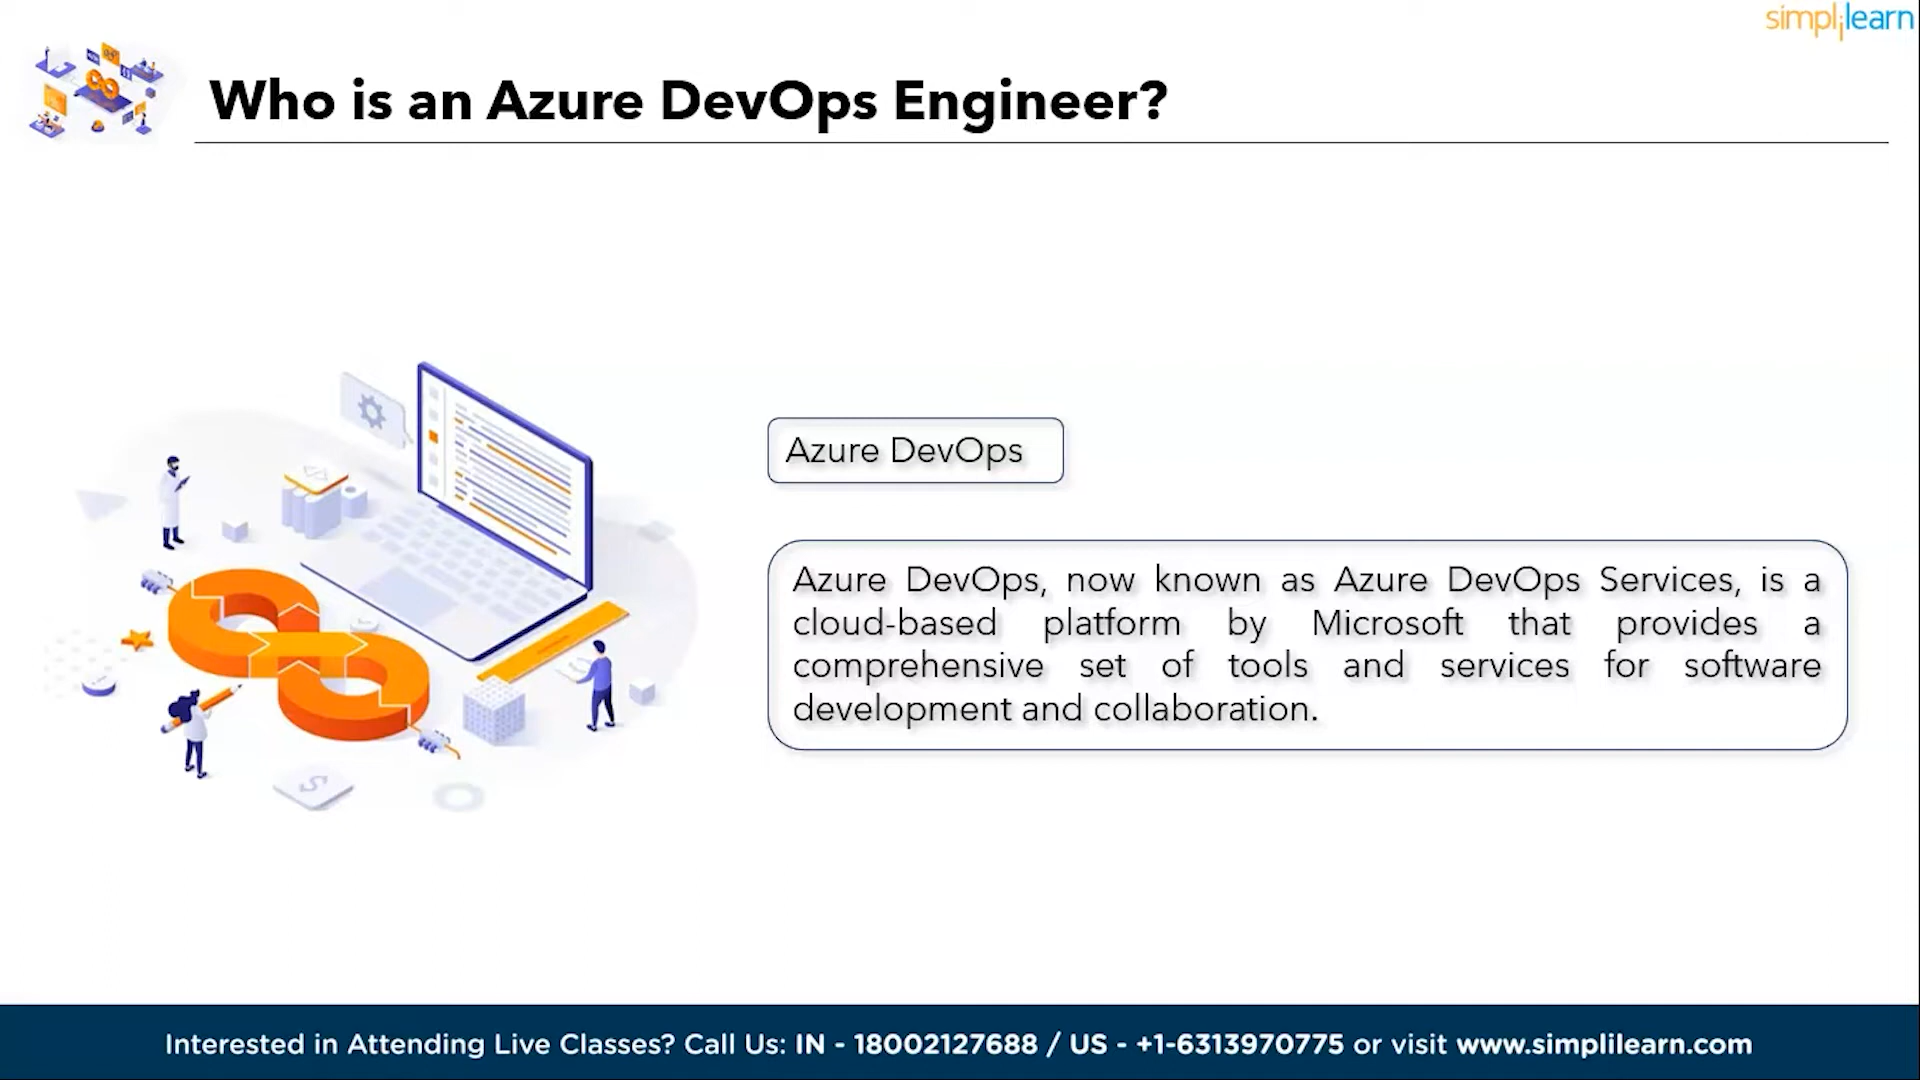 simplilearn
Who is an Azure DevOps Engineer?
Azure DevOps
Azure DevOps, now known as Azure DevOps Services, is a
cloud-based platform by Microsoft that provides a
comprehensive set of tools and services for software
development and collaboration.
Interested in Attending Live Classes? Call Us: IN - 18002127688 / US - +1-6313970775 or visit www.simplilearn.com